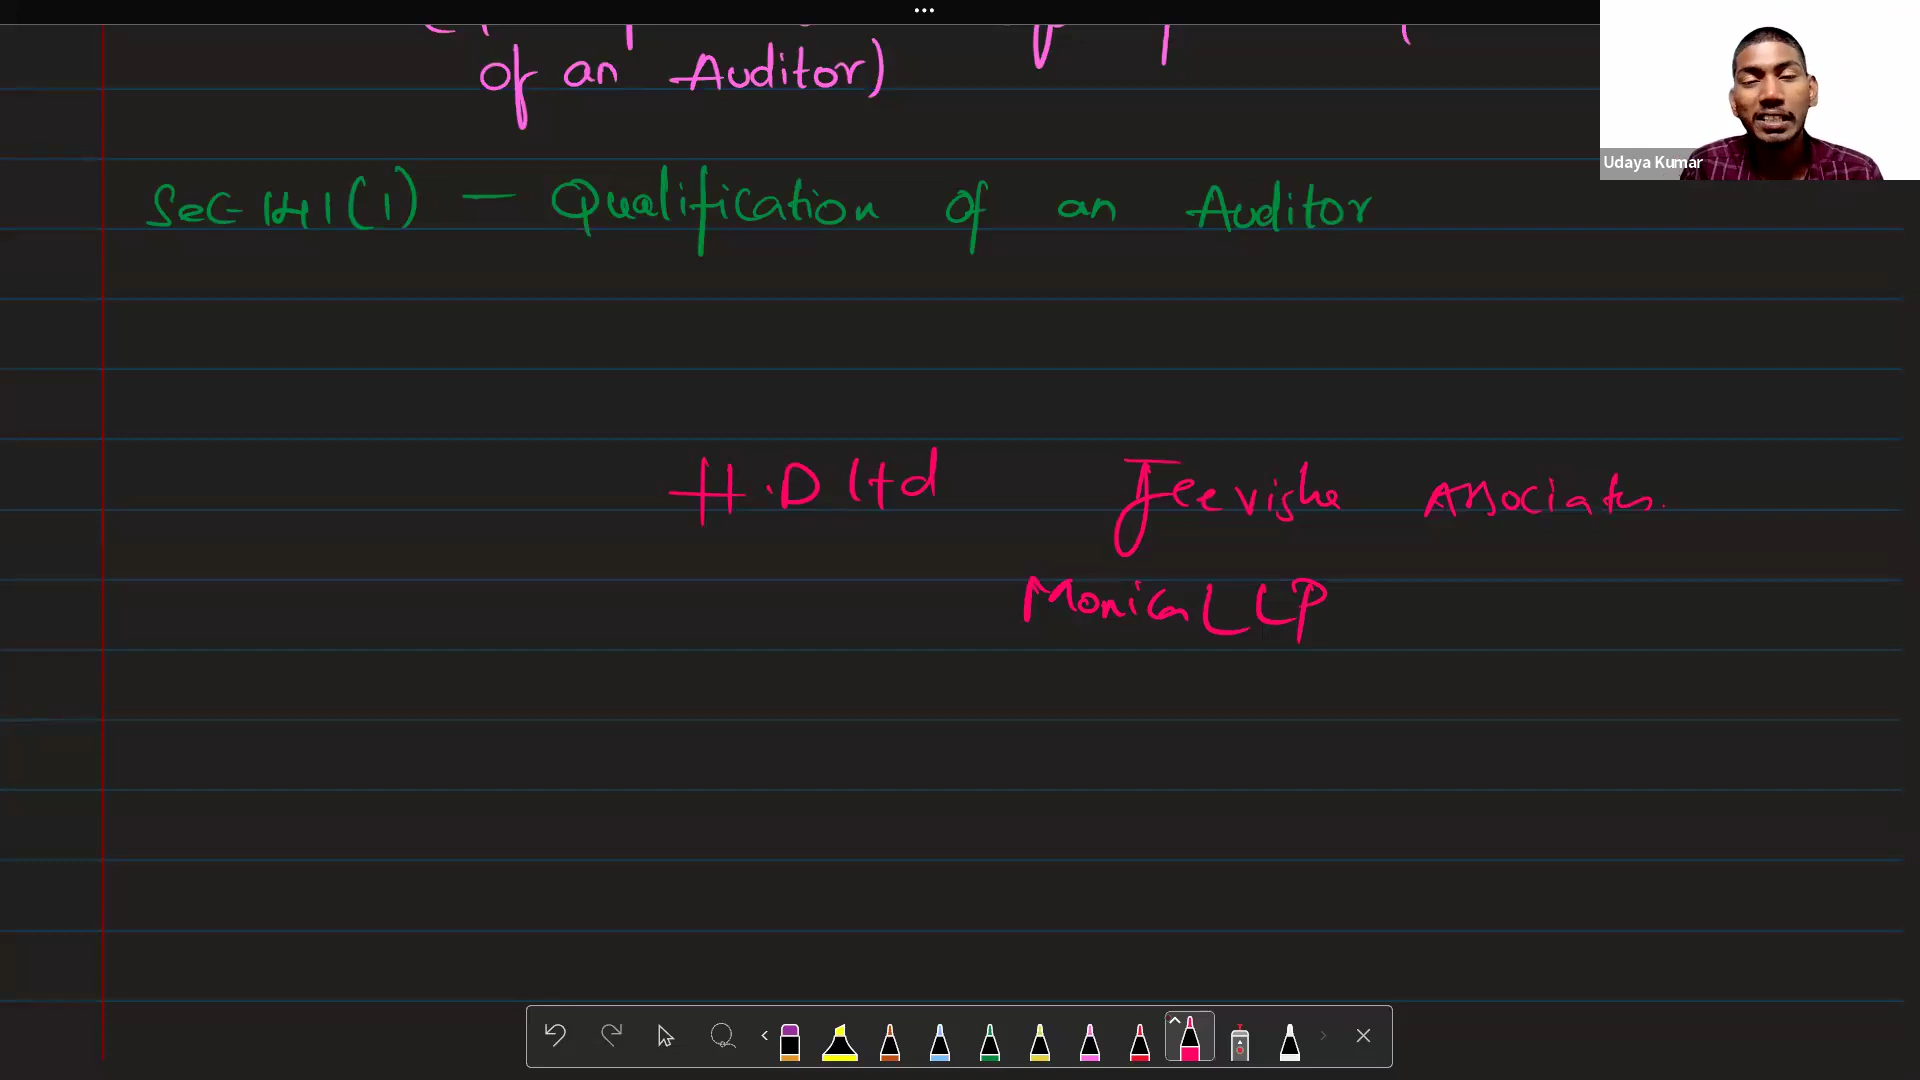 of an Auditor)
Udaya Kumar
Sec 141(1) — Qualification of an Auditor
H.D Ltd Jeevisha Associates.
Monica LLP